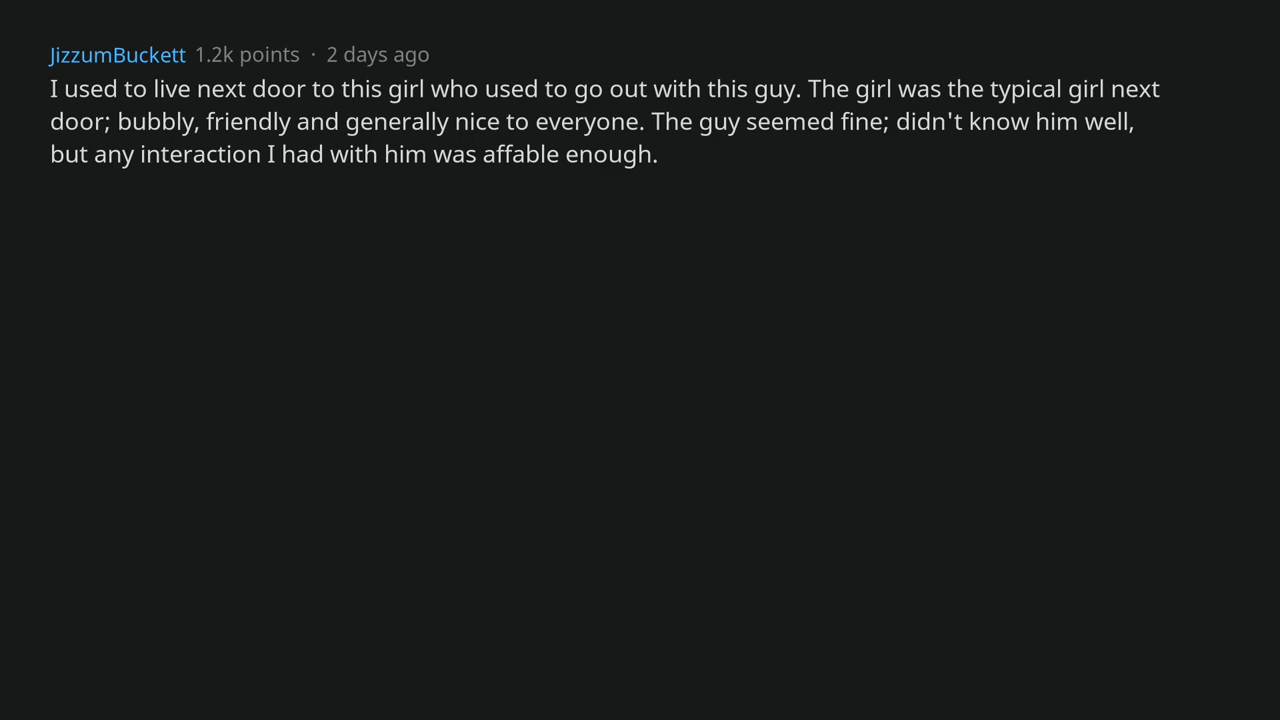 JizzumBuckett 1.2k points · 2 days ago
I used to live next door to this girl who used to go out with this guy. The girl was the typical girl next
door; bubbly, friendly and generally nice to everyone. The guy seemed fine; didn't know him well,
but any interaction I had with him was affable enough.